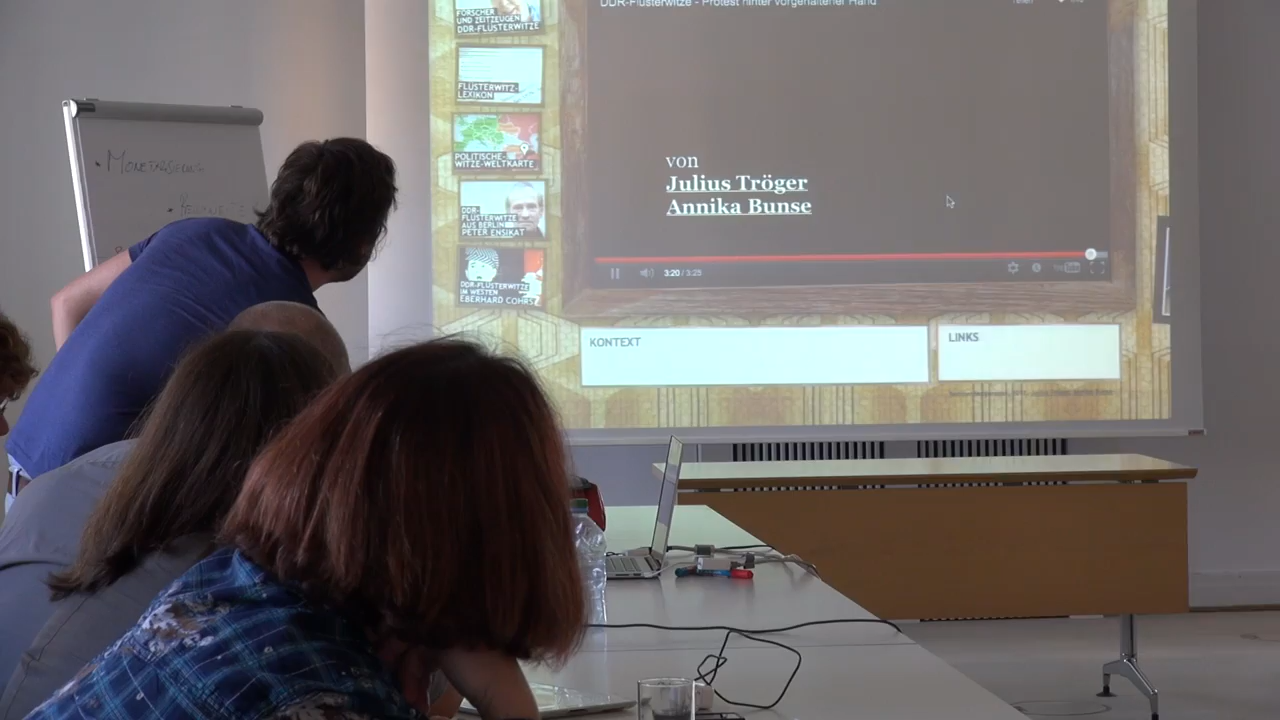 DDR-Flüsterwitze - Protest hinter vorgehaltener Hand
FORSCHER
UND ZEITZEUGEN
DDR-FLÜSTERWITZE
FLÜSTERWITZ-
LEXIKON
POLITISCHE-
WITZE-WELTKARTE
DDR-
FLÜSTERWITZE
AUS BERLIN
PETER ENSIKAT
DDR-FLÜSTERWITZE
IM WESTEN
EBERHARD COHRS
von
Julius Tröger
Annika Bunse
3:20 / 3:23
KONTEXT
LINKS
• MONETARISIERUNG